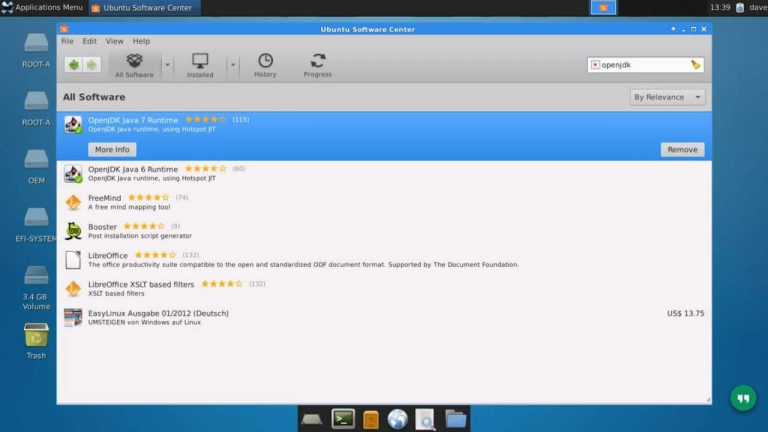 Applications Menu
Ubuntu Software Center
13:39
dave
Ubuntu Software Center
File Edit View Help
All Software
Installed
History
Progress
openjdk
All Software
By Relevance
OpenJDK Java 7 Runtime (115)
OpenJDK Java runtime, using Hotspot JIT
More Info
Remove
OpenJDK Java 6 Runtime (60)
OpenJDK Java runtime, using Hotspot JIT
FreeMind (74)
A free mind mapping tool
Booster (9)
Post installation script generator
LibreOffice (132)
The office productivity suite compatible to the open and standardized ODF document format. Supported by The Document Foundation.
LibreOffice XSLT based filters (132)
XSLT based filters
EasyLinux Ausgabe 01/2012 (Deutsch) US$ 13.75
UMSTEIGEN von Windows auf Linux
ROOT-A
ROOT-A
OEM
EFI-SYSTEM
3.4 GB
Volume
Trash